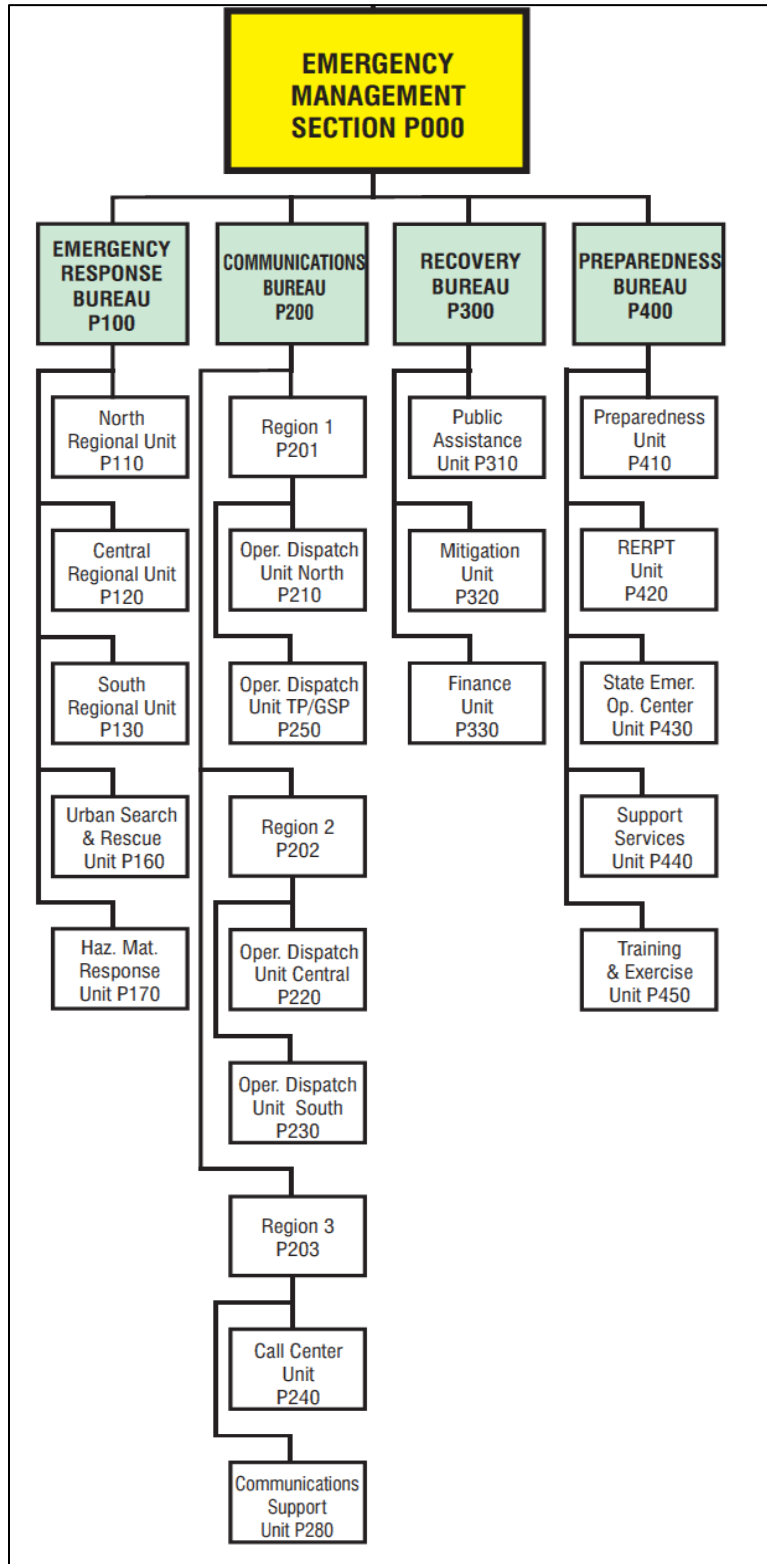 EMERGENCY
MANAGEMENT
SECTION P000
EMERGENCY
RESPONSE
BUREAU
P100
COMMUNICATIONS
BUREAU
P200
RECOVERY
BUREAU
P300
PREPAREDNESS
BUREAU
P400
North
Regional Unit
P110
Central
Regional Unit
P120
South
Regional Unit
P130
Urban Search
& Rescue
Unit P160
Haz. Mat.
Response
Unit P170
Region 1
P201
Oper. Dispatch
Unit North
P210
Oper. Dispatch
Unit TP/GSP
P250
Region 2
P202
Oper. Dispatch
Unit Central
P220
Oper. Dispatch
Unit South
P230
Region 3
P203
Call Center
Unit
P240
Communications
Support
Unit P280
Public
Assistance
Unit P310
Mitigation
Unit
P320
Finance
Unit
P330
Preparedness
Unit
P410
RERPT
Unit
P420
State Emer.
Op. Center
Unit P430
Support
Services
Unit P440
Training
& Exercise
Unit P450